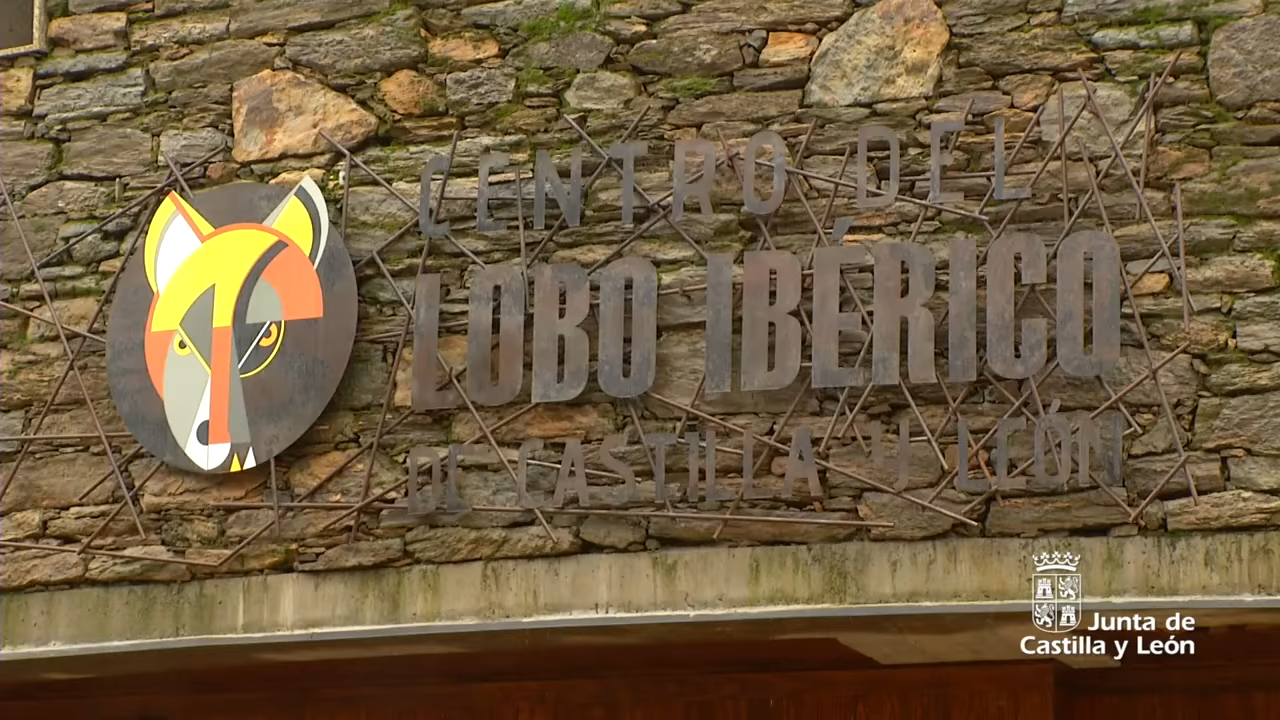 CENTRO DEL
LOBO IBÉRICO
DE CASTILLA Y LEÓN
Junta de
Castilla y León